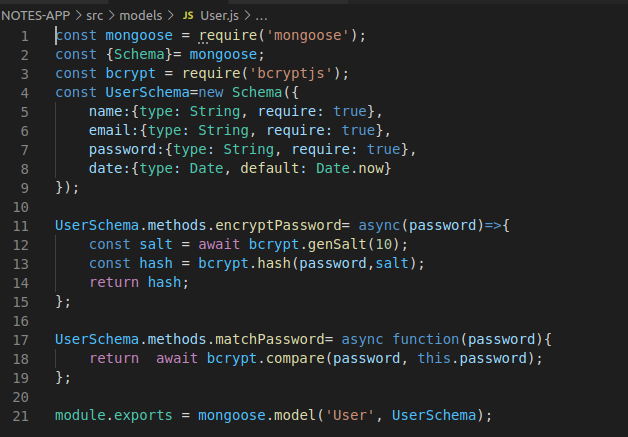 NOTES-APP > src > models > JS User.js > ...
1 const mongoose = require('mongoose');
2 const {Schema}= mongoose;
3 const bcrypt = require('bcryptjs');
4 const UserSchema=new Schema({
5     name:{type: String, require: true},
6     email:{type: String, require: true},
7     password:{type: String, require: true},
8     date:{type: Date, default: Date.now}
9 });
10
11 UserSchema.methods.encryptPassword= async(password)=>{
12     const salt = await bcrypt.genSalt(10);
13     const hash = bcrypt.hash(password,salt);
14     return hash;
15 };
16
17 UserSchema.methods.matchPassword= async function(password){
18     return  await bcrypt.compare(password, this.password);
19 };
20
21 module.exports = mongoose.model('User', UserSchema);